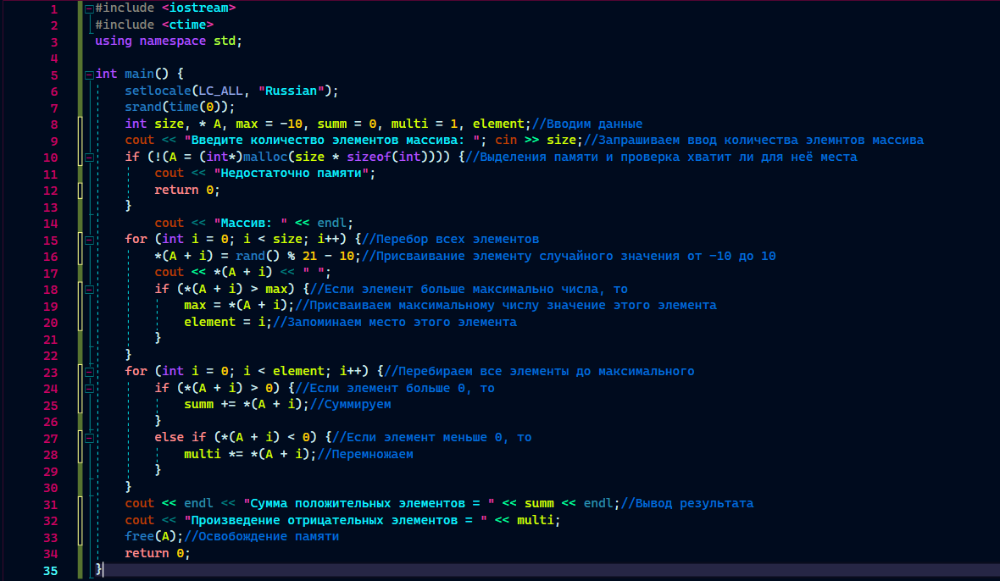 1 #include <iostream>
2 #include <ctime>
3 using namespace std;
4
5 int main() {
6 setlocale(LC_ALL, "Russian");
7 srand(time(0));
8 int size, * A, max = -10, summ = 0, multi = 1, element;//Вводим данные
9 cout << "Введите количество элементов массива: "; cin >> size;//Запрашиваем ввод количества элемнтов массива
10 if (!(A = (int*)malloc(size * sizeof(int)))) {//Выделения памяти и проверка хватит ли для неё места
11 cout << "Недостаточно памяти";
12 return 0;
13 }
14 cout << "Массив: " << endl;
15 for (int i = 0; i < size; i++) {//Перебор всех элементов
16 *(A + i) = rand() % 21 - 10;//Присваивание элементу случайного значения от -10 до 10
17 cout << *(A + i) << " ";
18 if (*(A + i) > max) {//Если элемент больше максимально числа, то
19 max = *(A + i);//Присваиваем максимальному числу значение этого элемента
20 element = i;//Запоминаем место этого элемента
21 }
22 }
23 for (int i = 0; i < element; i++) {//Перебираем все элементы до максимального
24 if (*(A + i) > 0) {//Если элемент больше 0, то
25 summ += *(A + i);//Суммируем
26 }
27 else if (*(A + i) < 0) {//Если элемент меньше 0, то
28 multi *= *(A + i);//Перемножаем
29 }
30 }
31 cout << endl << "Сумма положительных элементов = " << summ << endl;//Вывод результата
32 cout << "Произведение отрицательных элементов = " << multi;
33 free(A);//Освобождение памяти
34 return 0;
35 }